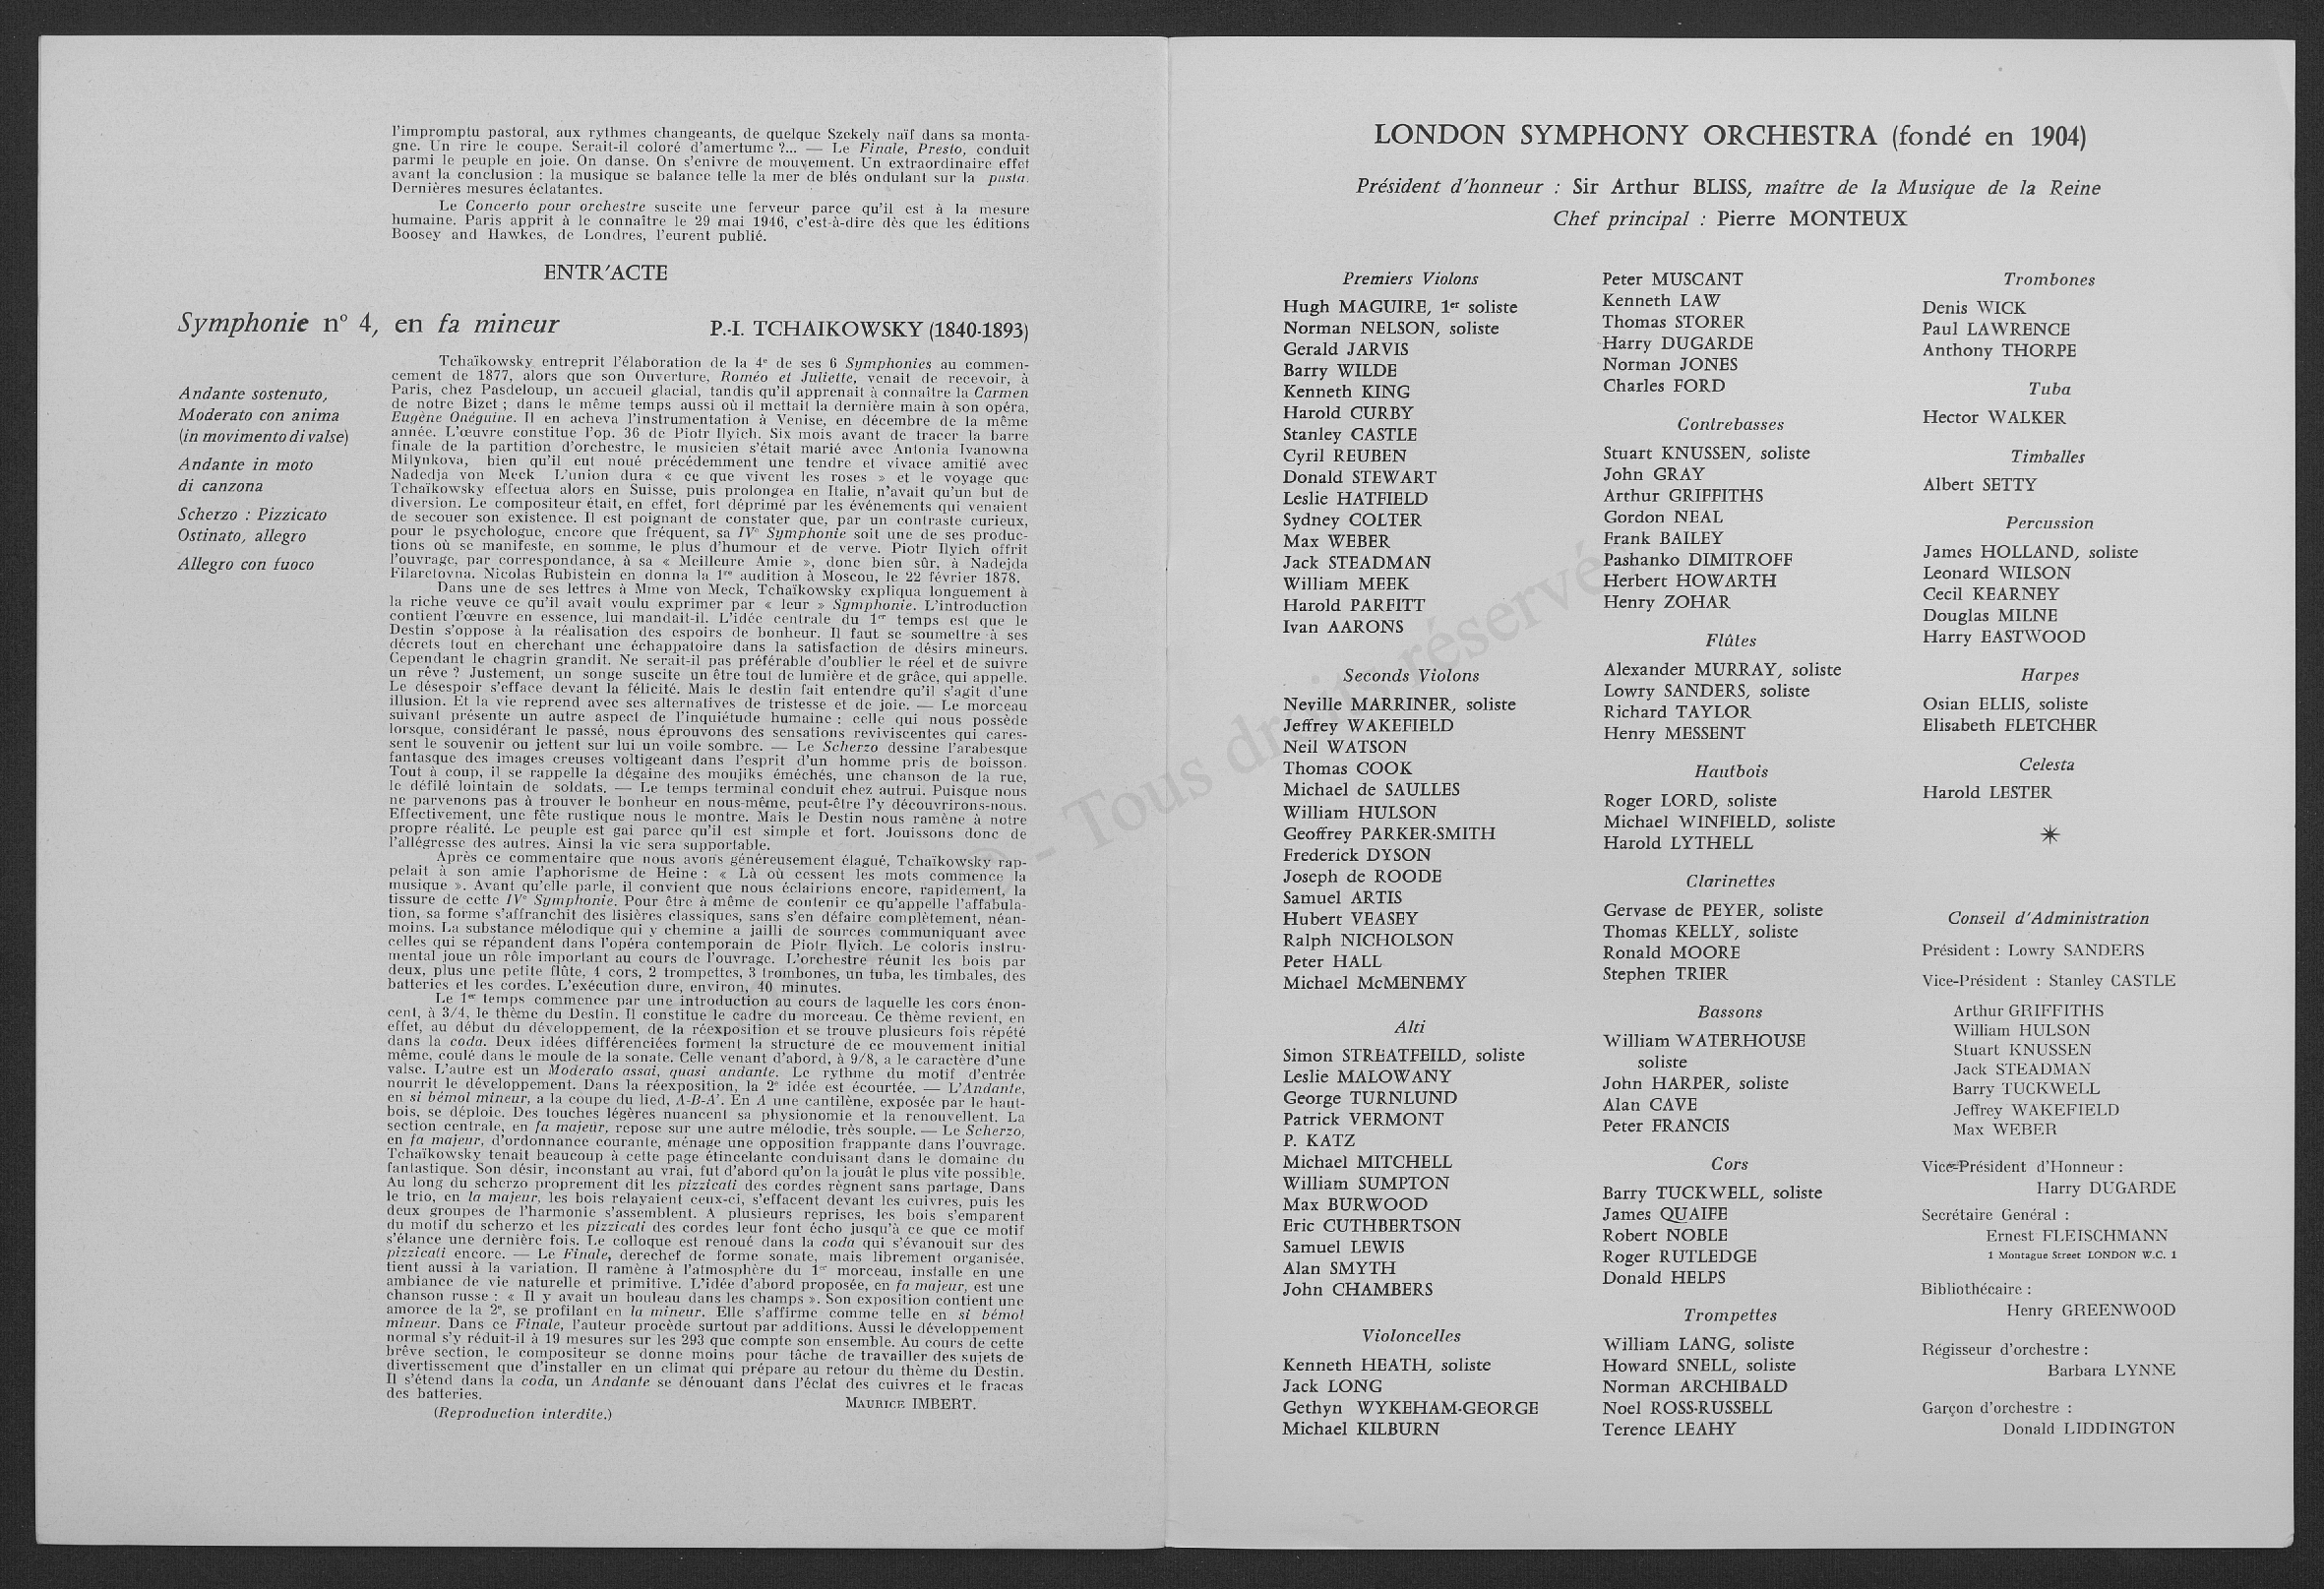 l'impromptu pastoral, aux rythmes changeants, de quelque Szekely naïf dans sa monta-
gne. Un rire le coupe. Serait-il coloré d'amertume ?... — Le Finale, Presto, conduit
parmi le peuple en joie. On danse. On s'enivre de mouvement. Un extraordinaire effet
avant la conclusion : la musique se balance telle la mer de blés ondulant sur la pusta.
Dernières mesures éclatantes.
Le Concerto pour orchestre suscite une ferveur parce qu'il est à la mesure
humaine. Paris apprit à le connaître le 29 mai 1946, c'est-à-dire dès que les éditions
Boosey and Hawkes, de Londres, l'eurent publié.
ENTR'ACTE
Symphonie n° 4, en fa mineur
P.-I. TCHAIKOWSKY (1840-1893)
Andante sostenuto,
Moderato con anima
(in movimento di valse)
Andante in moto
di canzona
Scherzo : Pizzicato
Ostinato, allegro
Allegro con fuoco
Tchaïkowsky entreprit l'élaboration de la 4e de ses 6 Symphonies au commen-
cement de 1877, alors que son Ouverture, Roméo et Juliette, venait de recevoir, à
Paris, chez Pasdeloup, un accueil glacial, tandis qu'il apprenait à connaître la Carmen
de notre Bizet ; dans le même temps aussi où il mettait la dernière main à son opéra,
Eugène Onéguine. Il en acheva l'instrumentation à Venise, en décembre de la même
année. L'œuvre constitue l'op. 36 de Piotr Ilyich. Six mois avant de tracer la barre
finale de la partition d'orchestre, le musicien s'était marié avec Antonia Ivanowna
Milynkova, bien qu'il eut noué précédemment une tendre et vivace amitié avec
Nadedja von Meck L'union dura « ce que vivent les roses » et le voyage que
Tchaïkowsky effectua alors en Suisse, puis prolongea en Italie, n'avait qu'un but de
diversion. Le compositeur était, en effet, fort déprimé par les événements qui venaient
de secouer son existence. Il est poignant de constater que, par un contraste curieux,
pour le psychologue, encore que fréquent, sa IVe Symphonie soit une de ses produc-
tions où se manifeste, en somme, le plus d'humour et de verve. Piotr Ilyich offrit
l'ouvrage, par correspondance, à sa « Meilleure Amie », donc bien sûr, à Nadejda
Filaretovna. Nicolas Rubistein en donna la 1re audition à Moscou, le 22 février 1878.
Dans une de ses lettres à Mme von Meck, Tchaïkowsky expliqua longuement à
la riche veuve ce qu'il avait voulu exprimer par « leur » Symphonie. L'introduction
contient l'œuvre en essence, lui mandait-il. L'idée centrale du 1er temps est que le
Destin s'oppose à la réalisation des espoirs de bonheur. Il faut se soumettre à ses
décrets tout en cherchant une échappatoire dans la satisfaction de désirs mineurs.
Cependant le chagrin grandit. Ne serait-il pas préférable d'oublier le réel et de suivre
un rêve ? Justement, un songe suscite un être tout de lumière et de grâce, qui appelle.
Le désespoir s'efface devant la félicité. Mais le destin fait entendre qu'il s'agit d'une
illusion. Et la vie reprend avec ses alternatives de tristesse et de joie. — Le morceau
suivant présente un autre aspect de l'inquiétude humaine : celle qui nous possède
lorsque, considérant le passé, nous éprouvons des sensations reviviscentes qui cares-
sent le souvenir ou jettent sur lui un voile sombre. — Le Scherzo dessine l'arabesque
fantasque des images creuses voltigeant dans l'esprit d'un homme pris de boisson.
Tout à coup, il se rappelle la dégaine des moujiks éméchés, une chanson de la rue,
le défilé lointain de soldats. — Le temps terminal conduit chez autrui. Puisque nous
ne parvenons pas à trouver le bonheur en nous-même, peut-être l'y découvrirons-nous.
Effectivement, une fête rustique nous le montre. Mais le Destin nous ramène à notre
propre réalité. Le peuple est gai parce qu'il est simple et fort. Jouissons donc de
l'allégresse des autres. Ainsi la vie sera supportable.
Après ce commentaire que nous avons généreusement élagué, Tchaïkowsky rap-
pelait à son amie l'aphorisme de Heine : « Là où cessent les mots commence la
musique ». Avant qu'elle parle, il convient que nous éclairions encore, rapidement, la
tissure de cette IVe Symphonie. Pour être à même de contenir ce qu'appelle l'affabula-
tion, sa forme s'affranchit des lisières classiques, sans s'en défaire complètement, néan-
moins. La substance mélodique qui y chemine a jailli de sources communiquant avec
celles qui se répandent dans l'opéra contemporain de Piotr Ilyich. Le coloris instru-
mental joue un rôle important au cours de l'ouvrage. L'orchestre réunit les bois par
deux, plus une petite flûte, 4 cors, 2 trompettes, 3 trombones, un tuba, les timbales, des
batteries et les cordes. L'exécution dure, environ, 40 minutes.
Le 1er temps commence par une introduction au cours de laquelle les cors énon-
cent, à 3/4, le thème du Destin. Il constitue le cadre du morceau. Ce thème revient, en
effet, au début du développement, de la réexposition et se trouve plusieurs fois répété
dans la coda. Deux idées différenciées forment la structure de ce mouvement initial
même, coulé dans le moule de la sonate. Celle venant d'abord, à 9/8, a le caractère d'une
valse. L'autre est un Moderato assai, quasi andante. Le rythme du motif d'entrée
nourrit le développement. Dans la réexposition, la 2e idée est écourtée. — L'Andante,
en si bémol mineur, a la coupe du lied, A-B-A'. En A une cantilène, exposée par le haut-
bois, se déploie. Des touches légères nuancent sa physionomie et la renouvellent. La
section centrale, en fa majeur, repose sur une autre mélodie, très souple. — Le Scherzo,
en fa majeur, d'ordonnance courante, ménage une opposition frappante dans l'ouvrage.
Tchaïkowsky tenait beaucoup à cette page étincelante conduisant dans le domaine du
fantastique. Son désir, inconstant au vrai, fut d'abord qu'on la jouât le plus vite possible.
Au long du scherzo proprement dit les pizzicati des cordes règnent sans partage. Dans
le trio, en la majeur, les bois relayaient ceux-ci, s'effacent devant les cuivres, puis les
deux groupes de l'harmonie s'assemblent. A plusieurs reprises, les bois s'emparent
du motif du scherzo et les pizzicati des cordes leur font écho jusqu'à ce que ce motif
s'élance une dernière fois. Le colloque est renoué dans la coda qui s'évanouit sur des
pizzicati encore. — Le Finale, derechef de forme sonate, mais librement organisée,
tient aussi à la variation. Il ramène à l'atmosphère du 1er morceau, installe en une
ambiance de vie naturelle et primitive. L'idée d'abord proposée, en fa majeur, est une
chanson russe : « Il y avait un bouleau dans les champs ». Son exposition contient une
amorce de la 2e, se profilant en la mineur. Elle s'affirme comme telle en si bémol
mineur. Dans ce Finale, l'auteur procède surtout par additions. Aussi le développement
normal s'y réduit-il à 19 mesures sur les 293 que compte son ensemble. Au cours de cette
brève section, le compositeur se donne moins pour tâche de travailler des sujets de
divertissement que d'installer en un climat qui prépare au retour du thème du Destin.
Il s'étend dans la coda, un Andante se dénouant dans l'éclat des cuivres et le fracas
des batteries.
MAURICE IMBERT.
(Reproduction interdite.)
LONDON SYMPHONY ORCHESTRA (fondé en 1904)
Président d'honneur : Sir Arthur BLISS, maître de la Musique de la Reine
Chef principal : Pierre MONTEUX
Premiers Violons
Hugh MAGUIRE, 1er soliste
Norman NELSON, soliste
Gerald JARVIS
Barry WILDE
Kenneth KING
Harold CURBY
Stanley CASTLE
Cyril REUBEN
Donald STEWART
Leslie HATFIELD
Sydney COLTER
Max WEBER
Jack STEADMAN
William MEEK
Harold PARFITT
Ivan AARONS
Seconds Violons
Neville MARRINER, soliste
Jeffrey WAKEFIELD
Neil WATSON
Thomas COOK
Michael de SAULLES
William HULSON
Geoffrey PARKER-SMITH
Frederick DYSON
Joseph de ROODE
Samuel ARTIS
Hubert VEASEY
Ralph NICHOLSON
Peter HALL
Michael McMENEMY
Alti
Simon STREATFEILD, soliste
Leslie MALOWANY
George TURNLUND
Patrick VERMONT
P. KATZ
Michael MITCHELL
William SUMPTON
Max BURWOOD
Eric CUTHBERTSON
Samuel LEWIS
Alan SMYTH
John CHAMBERS
Violoncelles
Kenneth HEATH, soliste
Jack LONG
Gethyn WYKEHAM-GEORGE
Michael KILBURN
Peter MUSCANT
Kenneth LAW
Thomas STORER
Harry DUGARDE
Norman JONES
Charles FORD
Contrebasses
Stuart KNUSSEN, soliste
John GRAY
Arthur GRIFFITHS
Gordon NEAL
Frank BAILEY
Pashanko DIMITROFF
Herbert HOWARTH
Henry ZOHAR
Flûtes
Alexander MURRAY, soliste
Lowry SANDERS, soliste
Richard TAYLOR
Henry MESSENT
Hautbois
Roger LORD, soliste
Michael WINFIELD, soliste
Harold LYTHELL
Clarinettes
Gervase de PEYER, soliste
Thomas KELLY, soliste
Ronald MOORE
Stephen TRIER
Bassons
William WATERHOUSE
soliste
John HARPER, soliste
Alan CAVE
Peter FRANCIS
Cors
Barry TUCKWELL, soliste
James QUAIFE
Robert NOBLE
Roger RUTLEDGE
Donald HELPS
Trompettes
William LANG, soliste
Howard SNELL, soliste
Norman ARCHIBALD
Noel ROSS-RUSSELL
Terence LEAHY
Trombones
Denis WICK
Paul LAWRENCE
Anthony THORPE
Tuba
Hector WALKER
Timballes
Albert SETTY
Percussion
James HOLLAND, soliste
Leonard WILSON
Cecil KEARNEY
Douglas MILNE
Harry EASTWOOD
Harpes
Osian ELLIS, soliste
Elisabeth FLETCHER
Celesta
Harold LESTER
Conseil d'Administration
Président : Lowry SANDERS
Vice-Président : Stanley CASTLE
Arthur GRIFFITHS
William HULSON
Stuart KNUSSEN
Jack STEADMAN
Barry TUCKWELL
Jeffrey WAKEFIELD
Max WEBER
Vice-Président d'Honneur :
Harry DUGARDE
Secrétaire Genéral :
Ernest FLEISCHMANN
1 Montague Street LONDON W.C. 1
Bibliothécaire :
Henry GREENWOOD
Régisseur d'orchestre :
Barbara LYNNE
Garçon d'orchestre :
Donald LIDDINGTON
- Tous droits réservés